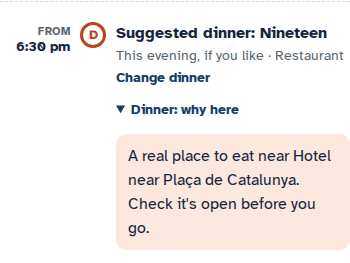 FROM
6:30 pm
D
Suggested dinner: Nineteen
This evening, if you like · Restaurant
Change dinner
▼ Dinner: why here
A real place to eat near Hotel
near Plaça de Catalunya.
Check it's open before you
go.